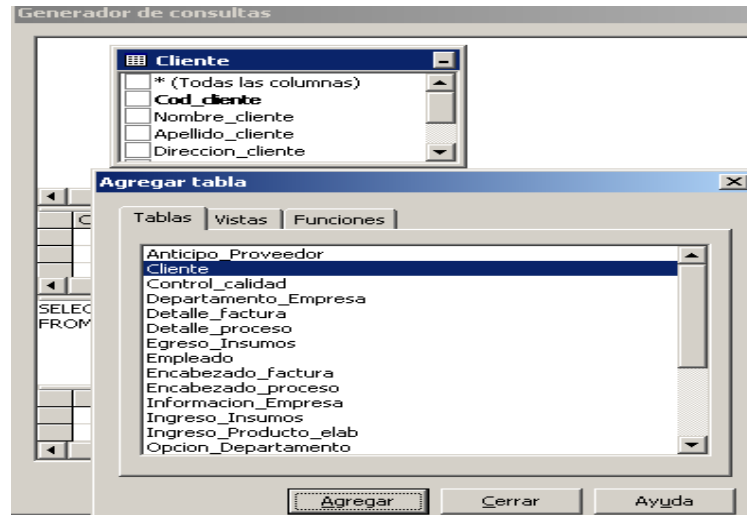 Generador de consultas
Cliente
* (Todas las columnas)
Cod_cliente
Nombre_cliente
Apellido_cliente
Direccion_cliente
Agregar tabla
Tablas Vistas Funciones
Anticipo_Proveedor
Cliente
Control_calidad
Departamento_Empresa
Detalle_factura
Detalle_proceso
Egreso_Insumos
Empleado
Encabezado_factura
Encabezado_proceso
Informacion_Empresa
Ingreso_Insumos
Ingreso_Producto_elab
Opcion_Departamento
C
SELEC
FROM
Agregar Cerrar Ayuda